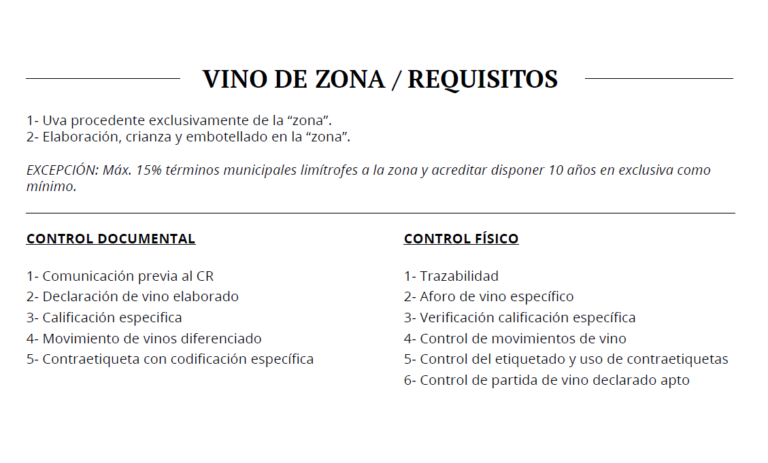 VINO DE ZONA / REQUISITOS
1- Uva procedente exclusivamente de la “zona”.
2- Elaboración, crianza y embotellado en la “zona”.
EXCEPCIÓN: Máx. 15% términos municipales limítrofes a la zona y acreditar disponer 10 años en exclusiva como
mínimo.
CONTROL DOCUMENTAL
1- Comunicación previa al CR
2- Declaración de vino elaborado
3- Calificación especifica
4- Movimiento de vinos diferenciado
5- Contraetiqueta con codificación específica
CONTROL FÍSICO
1- Trazabilidad
2- Aforo de vino específico
3- Verificación calificación específica
4- Control de movimientos de vino
5- Control del etiquetado y uso de contraetiquetas
6- Control de partida de vino declarado apto